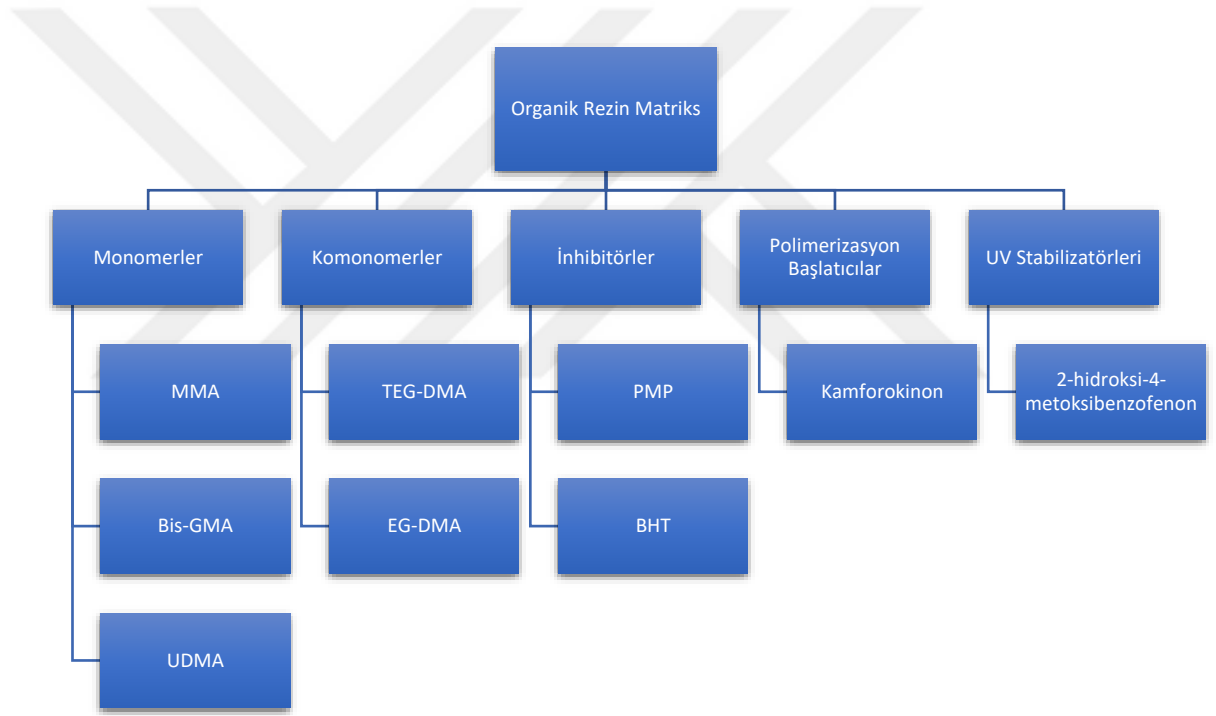 Organik Rezin Matriks
Monomerler
Komonomerler
İnhibitörler
Polimerizasyon
Başlatıcılar
UV Stabilizatörleri
MMA
TEG-DMA
PMP
Kamforokinon
2-hidroksi-4-
metoksibenzofenon
Bis-GMA
EG-DMA
BHT
UDMA